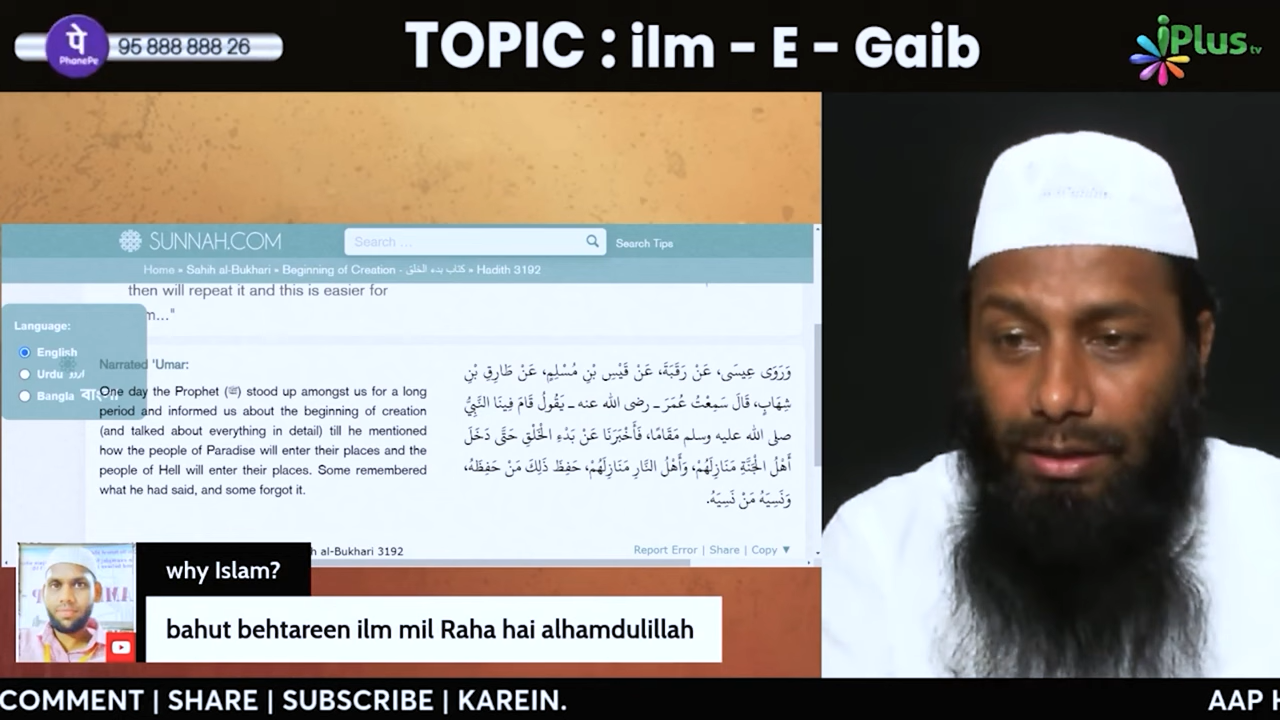 पे
PhonePe
95 888 888 26
TOPIC : ilm - E - Gaib
iPlus tv
SUNNAH.COM
Search ...
Search Tips
Home » Sahih al-Bukhari » Beginning of Creation - كتاب بدء الخلق » Hadith 3192
then will repeat it and this is easier for
m..."
Language:
English
Urdu اردو
Bangla বাংলা
Narrated 'Umar:
One day the Prophet (ﷺ) stood up amongst us for a long
period and informed us about the beginning of creation
(and talked about everything in detail) till he mentioned
how the people of Paradise will enter their places and the
people of Hell will enter their places. Some remembered
what he had said, and some forgot it.
وَرَوَى عِيسَى، عَنْ رَقَبَةَ، عَنْ قَيْسِ بْنِ مُسْلِمٍ، عَنْ طَارِقِ بْنِ
شِهَابٍ، قَالَ سَمِعْتُ عُمَرَ ـ رضى الله عنه ـ يَقُولُ قَامَ فِينَا النَّبِيُّ
صلى الله عليه وسلم مَقَامًا، فَأَخْبَرَنَا عَنْ بَدْءِ الْخَلْقِ حَتَّى دَخَلَ
أَهْلُ الْجَنَّةِ مَنَازِلَهُمْ، وَأَهْلُ النَّارِ مَنَازِلَهُمْ، حَفِظَ ذَلِكَ مَنْ حَفِظَهُ،
وَنَسِيَهُ مَنْ نَسِيَهُ.
h al-Bukhari 3192
Report Error | Share | Copy ▼
why Islam?
bahut behtareen ilm mil Raha hai alhamdulillah
COMMENT | SHARE | SUBSCRIBE | KAREIN.
AAP H